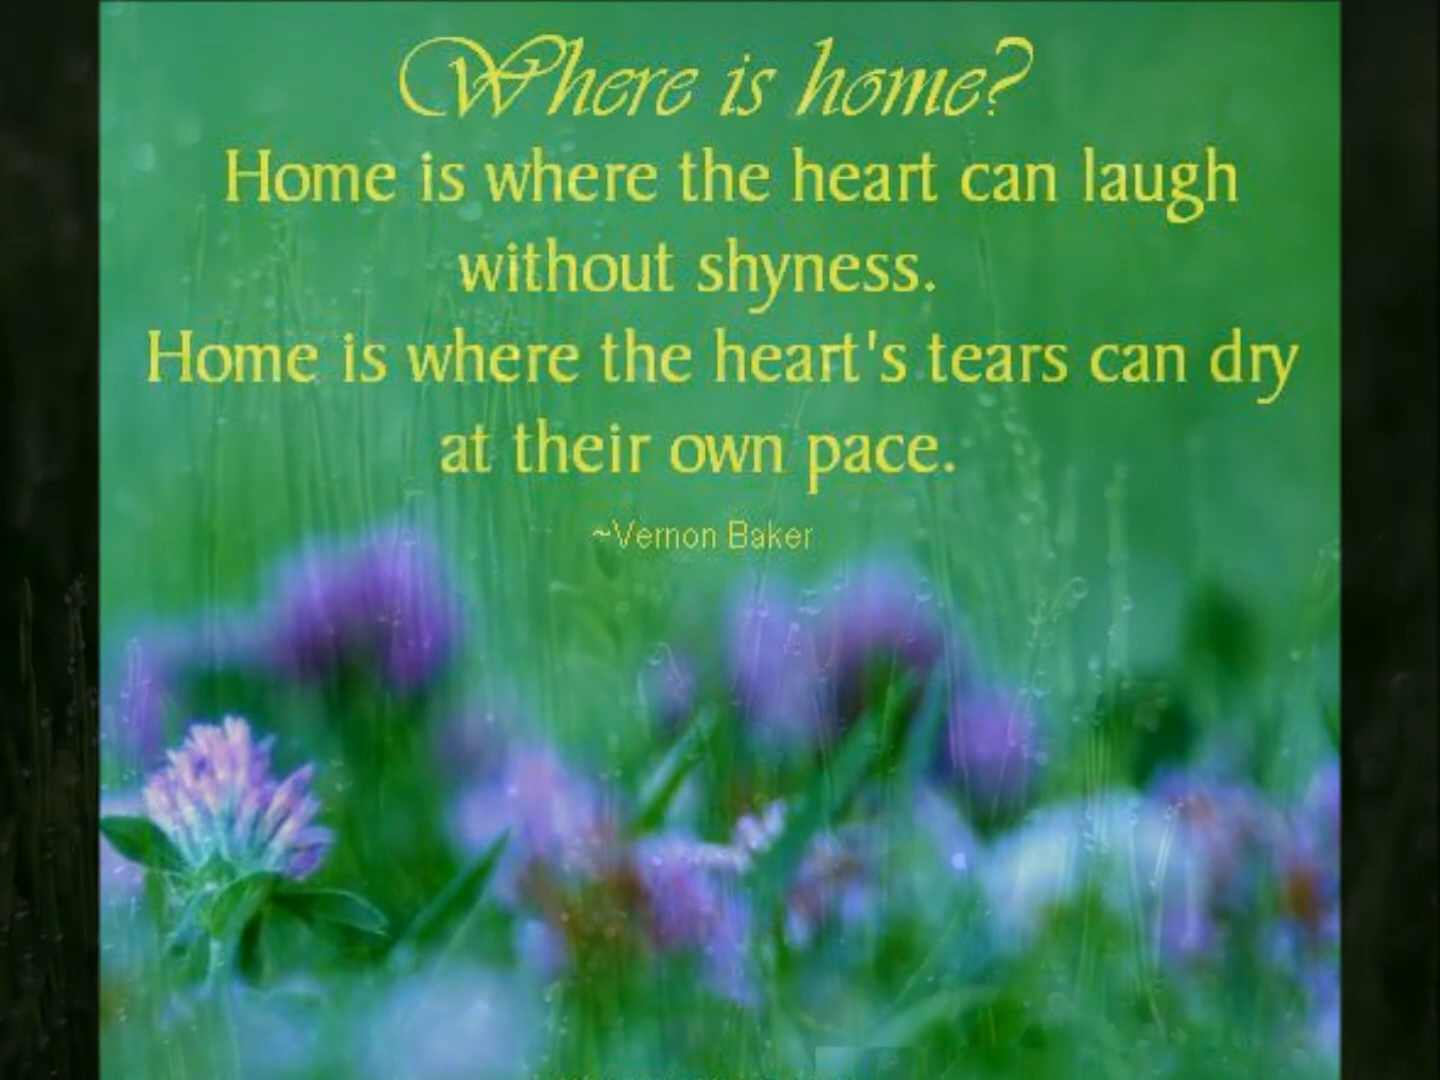 Where is home?
Home is where the heart can laugh
without shyness.
Home is where the heart's tears can dry
at their own pace.
~Vernon Baker